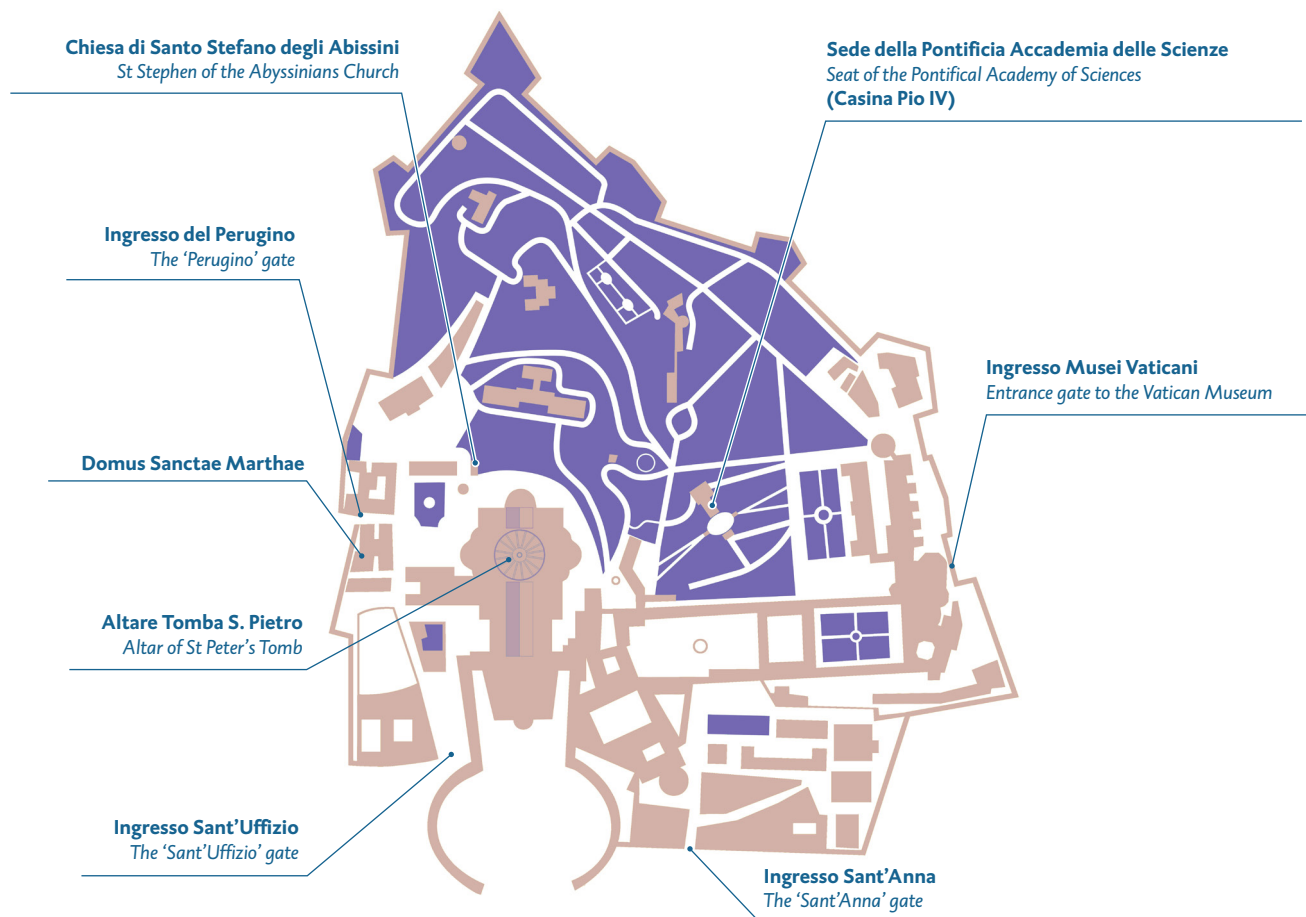 Chiesa di Santo Stefano degli Abissini
St Stephen of the Abyssinians Church
Sede della Pontificia Accademia delle Scienze
Seat of the Pontifical Academy of Sciences
(Casina Pio IV)
Ingresso del Perugino
The ‘Perugino’ gate
Ingresso Musei Vaticani
Entrance gate to the Vatican Museum
Domus Sanctae Marthae
Altare Tomba S. Pietro
Altar of St Peter’s Tomb
Ingresso Sant’Uffizio
The ‘Sant’Uffizio’ gate
Ingresso Sant’Anna
The ‘Sant’Anna’ gate